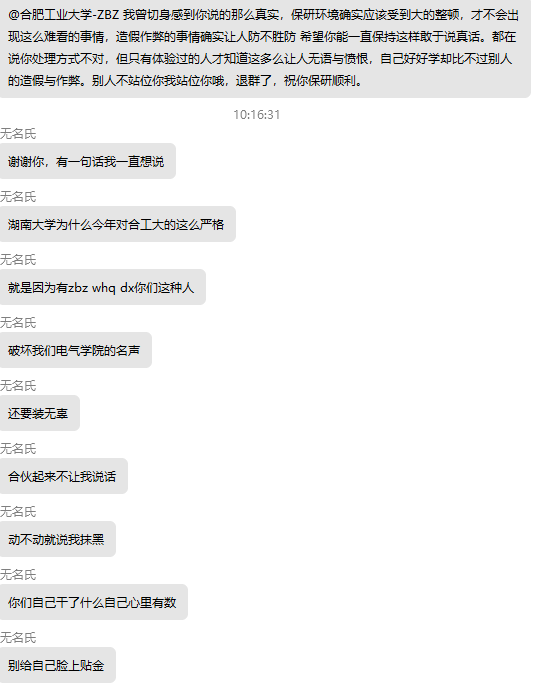 @合肥工业大学-ZBZ 我曾切身感到你说的那么真实，保研环境确实应该受到大的整顿，才不会出
现这么难看的事情，造假作弊的事情确实让人防不胜防 希望你能一直保持这样敢于说真话。都在
说你处理方式不对，但只有体验过的人才知道这多么让人无语与愤恨，自己好好学却比不过别人
的造假与作弊。别人不站位你我站位你哦，退群了，祝你保研顺利。
10:16:31
无名氏
谢谢你，有一句话我一直想说
无名氏
湖南大学为什么今年对合工大的这么严格
无名氏
就是因为有zbz whq dx你们这种人
无名氏
破坏我们电气学院的名声
无名氏
还要装无辜
无名氏
合伙起来不让我说话
无名氏
动不动就说我抹黑
无名氏
你们自己干了什么自己心里有数
无名氏
别给自己脸上贴金